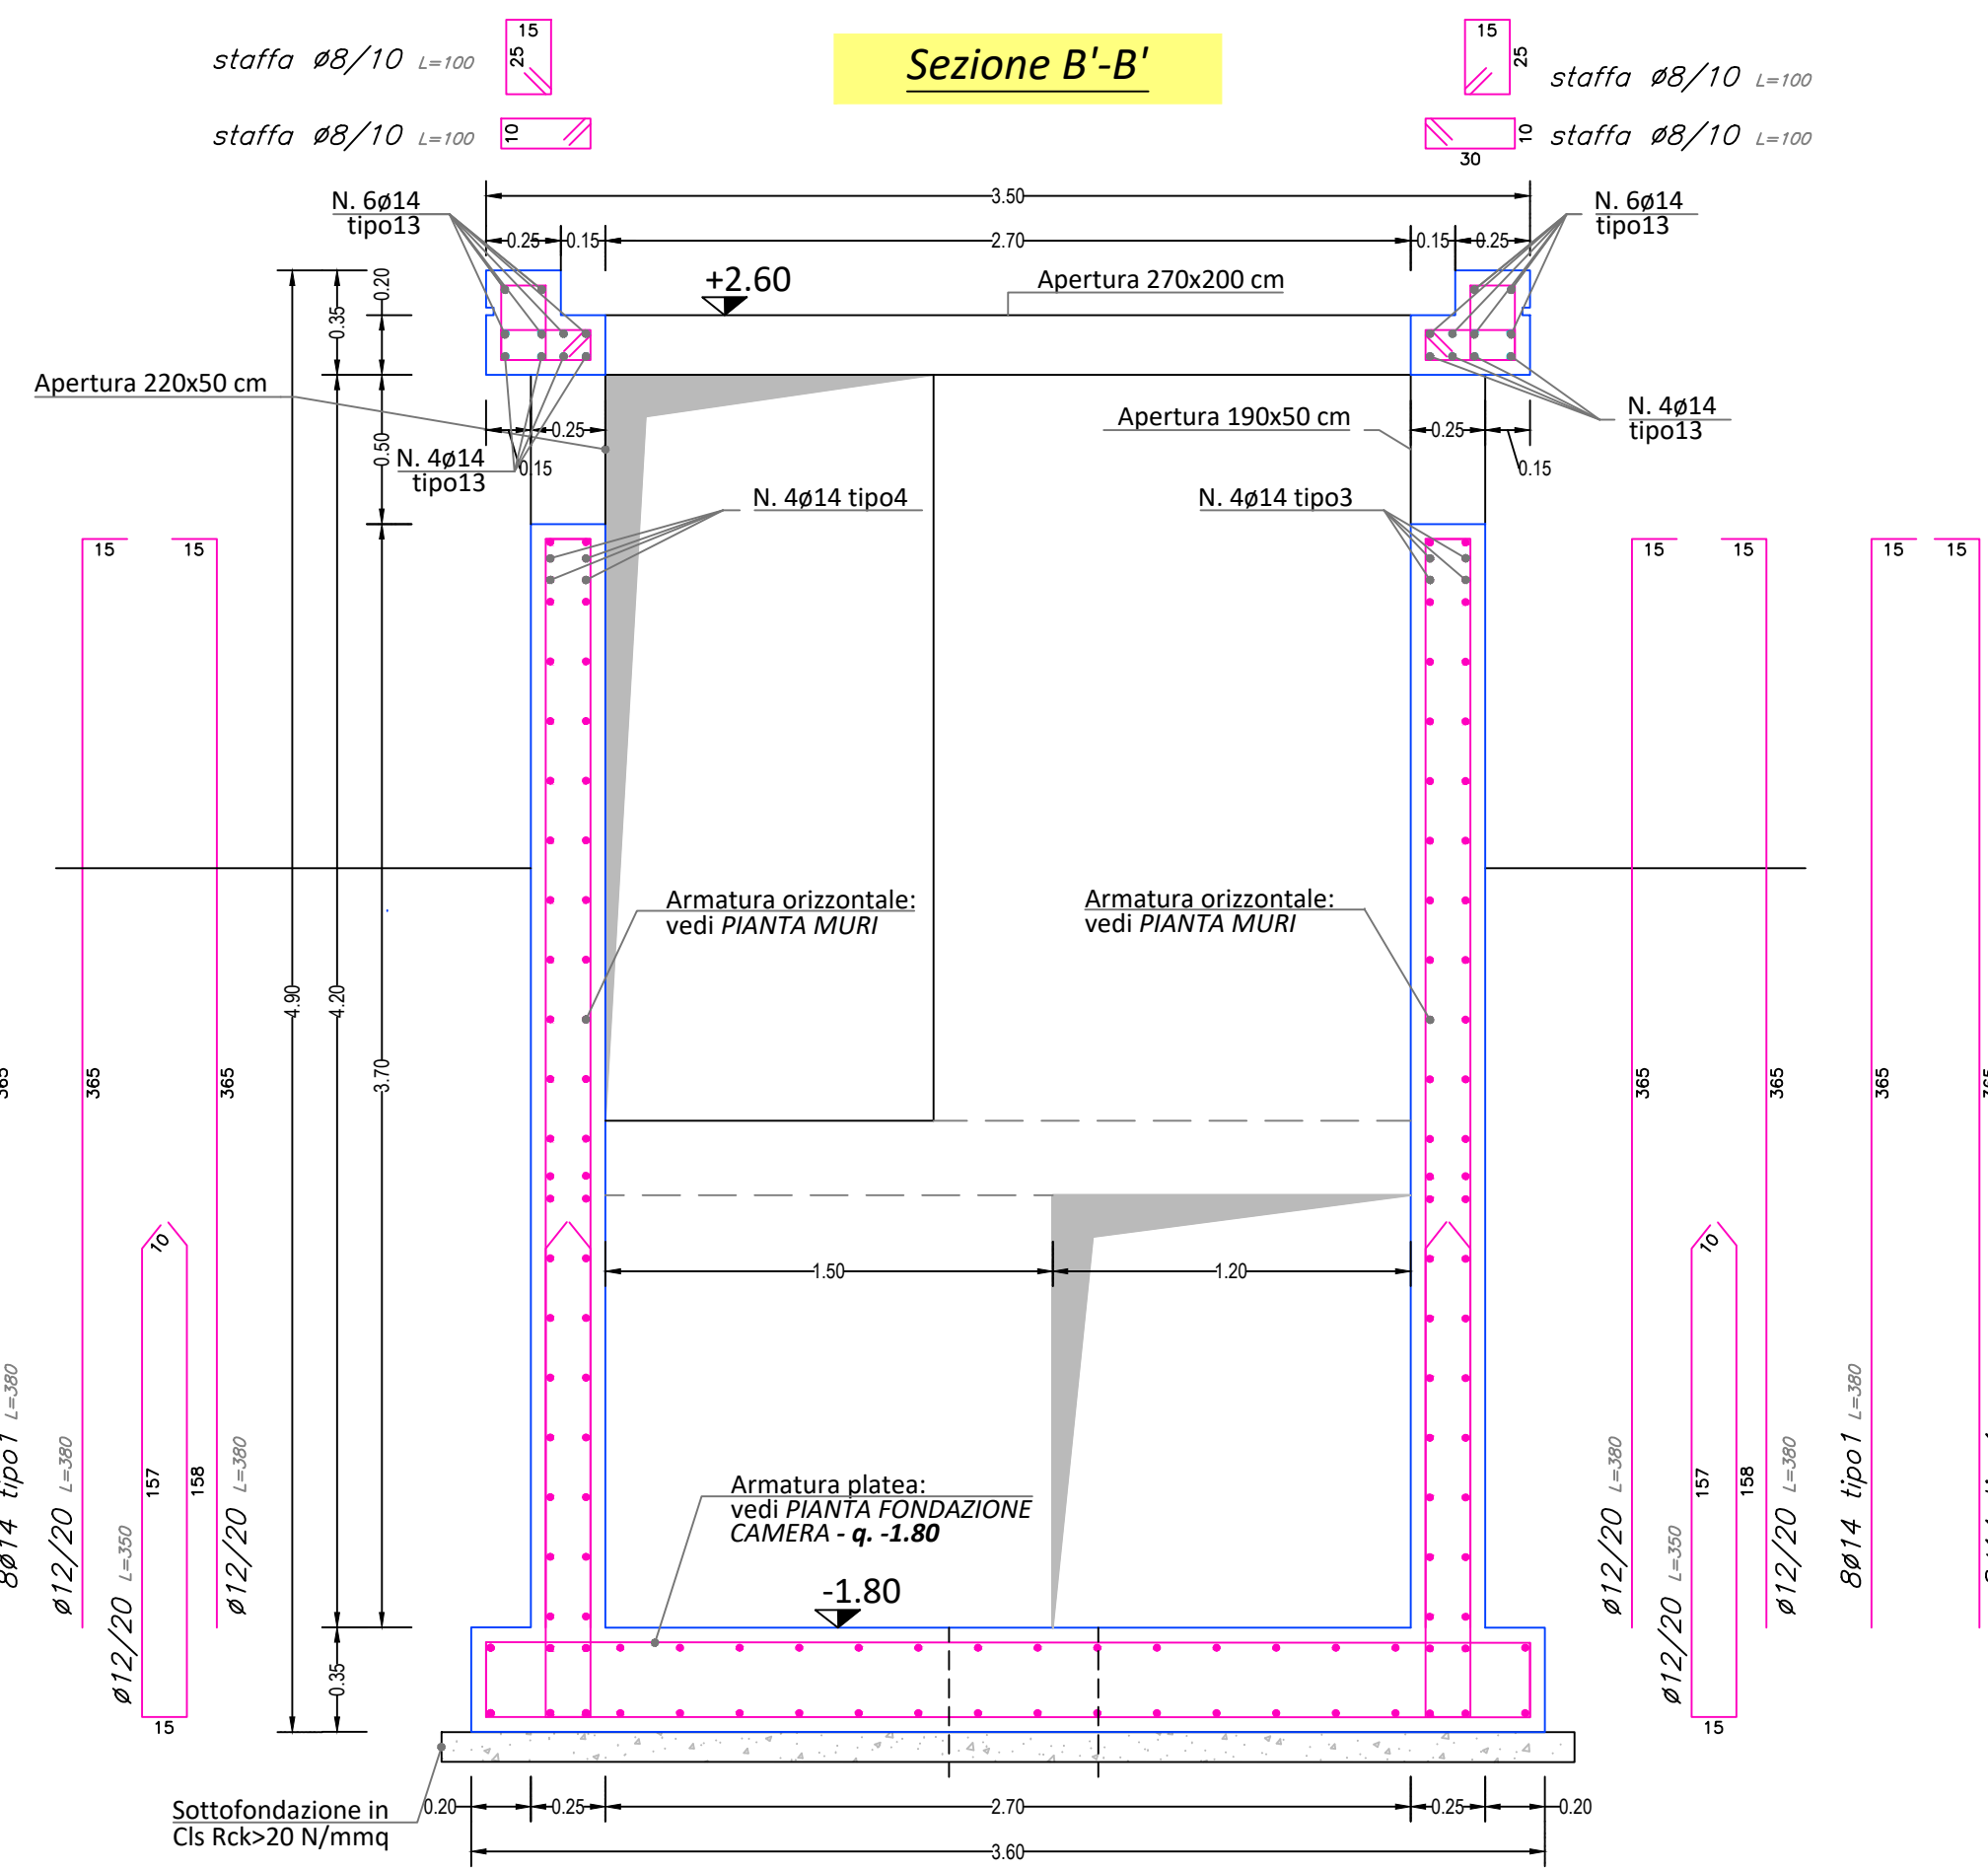 Sezione B'-B'
staffa ø8/10 L=100
15
25
staffa ø8/10 L=100
10
15
25
staffa ø8/10 L=100
10
30
staffa ø8/10 L=100
3.50
N. 6ø14
tipo13
N. 6ø14
tipo13
0.25
0.15
2.70
0.15
0.25
0.20
0.35
+2.60
Apertura 270x200 cm
Apertura 220x50 cm
Apertura 190x50 cm
0.50
0.25
0.15
N. 4ø14
tipo13
0.25
0.15
N. 4ø14
tipo13
N. 4ø14 tipo4
N. 4ø14 tipo3
15
15
15
15
15
15
Armatura orizzontale:
vedi PIANTA MURI
Armatura orizzontale:
vedi PIANTA MURI
4.90
4.20
3.70
365
365
365
365
365
365
365
10
10
1.50
1.20
8ø14 tipo1 L=380
ø12/20 L=380
ø12/20 L=350
157
158
ø12/20 L=380
15
ø12/20 L=380
ø12/20 L=350
157
158
ø12/20 L=380
15
8ø14 tipo1 L=380
Armatura platea:
vedi PIANTA FONDAZIONE
CAMERA - q. -1.80
-1.80
0.35
Sottofondazione in
Cls Rck>20 N/mmq
0.20
0.25
2.70
0.25
0.20
3.60